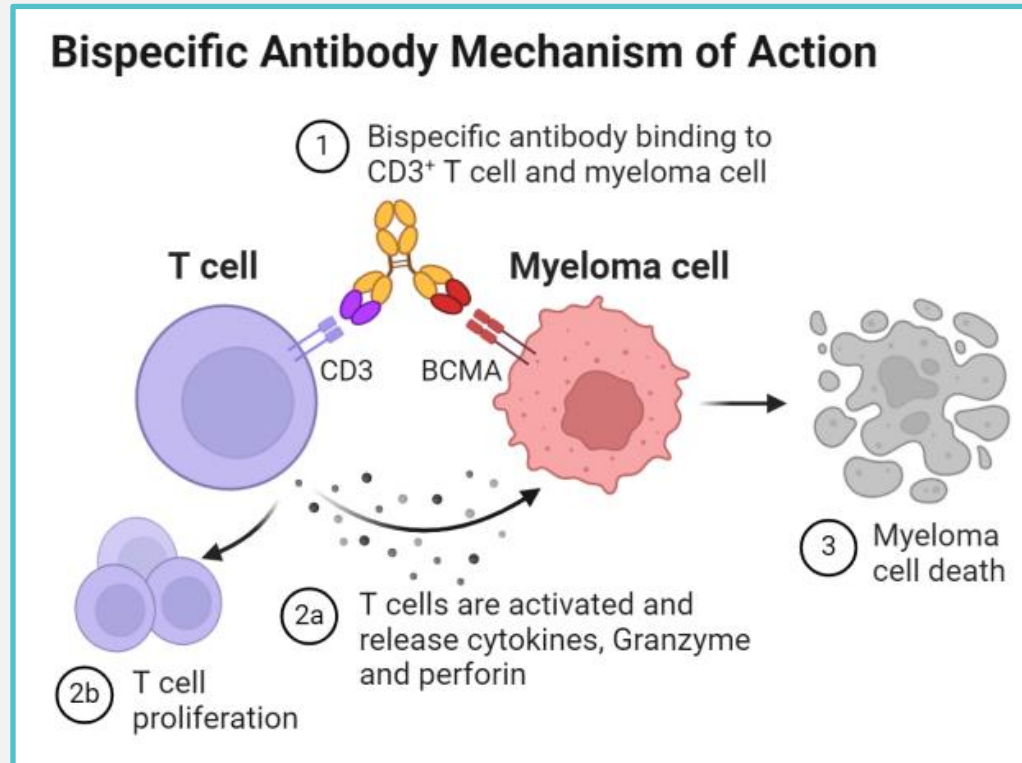 Bispecific Antibody Mechanism of Action
1
Bispecific antibody binding to
CD3⁺ T cell and myeloma cell
T cell
Myeloma cell
CD3
BCMA
3
Myeloma
cell death
2a
T cells are activated and
release cytokines, Granzyme
and perforin
2b
T cell
proliferation